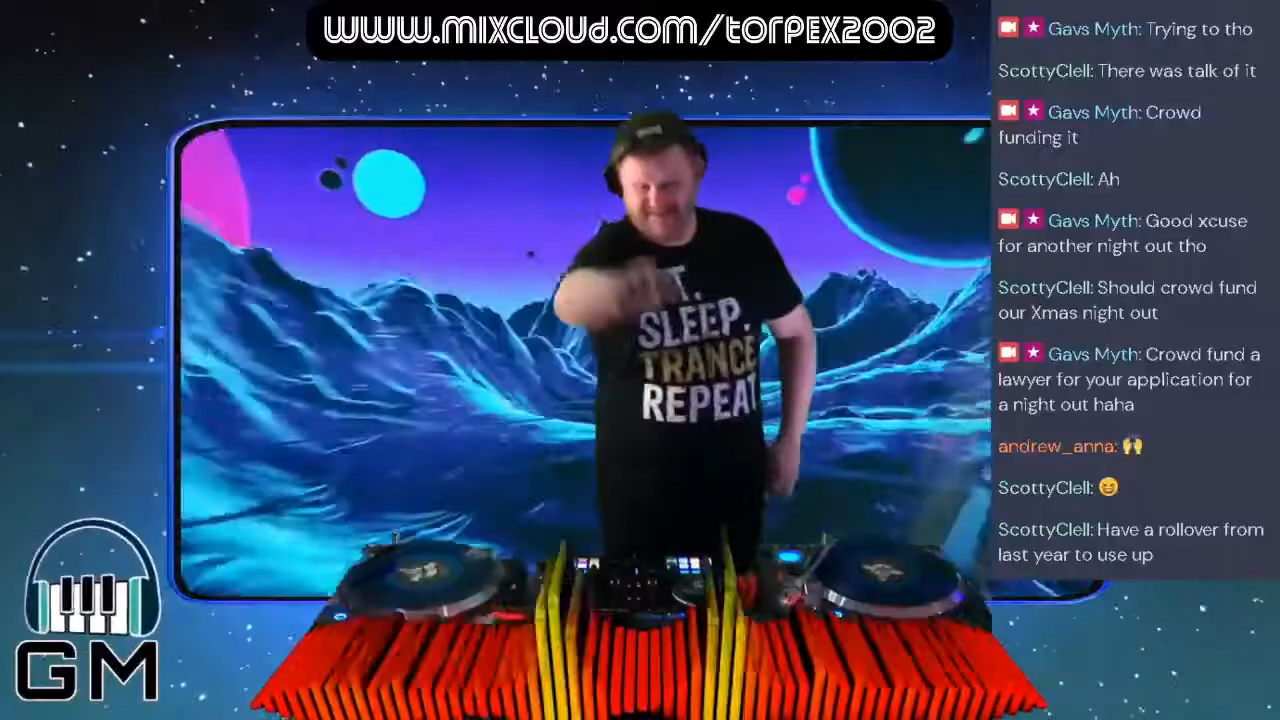 www.mixcloud.com/torpex2002
Gavs Myth: Trying to tho
ScottyClell: There was talk of it
Gavs Myth: Crowd
funding it
ScottyClell: Ah
Gavs Myth: Good xcuse
for another night out tho
ScottyClell: Should crowd fund
our Xmas night out
Gavs Myth: Crowd fund a
lawyer for your application for
a night out haha
andrew_anna: 🙌
ScottyClell: 😆
ScottyClell: Have a rollover from
last year to use up
T.
SLEEP.
TRANCE
REPEAT
GM